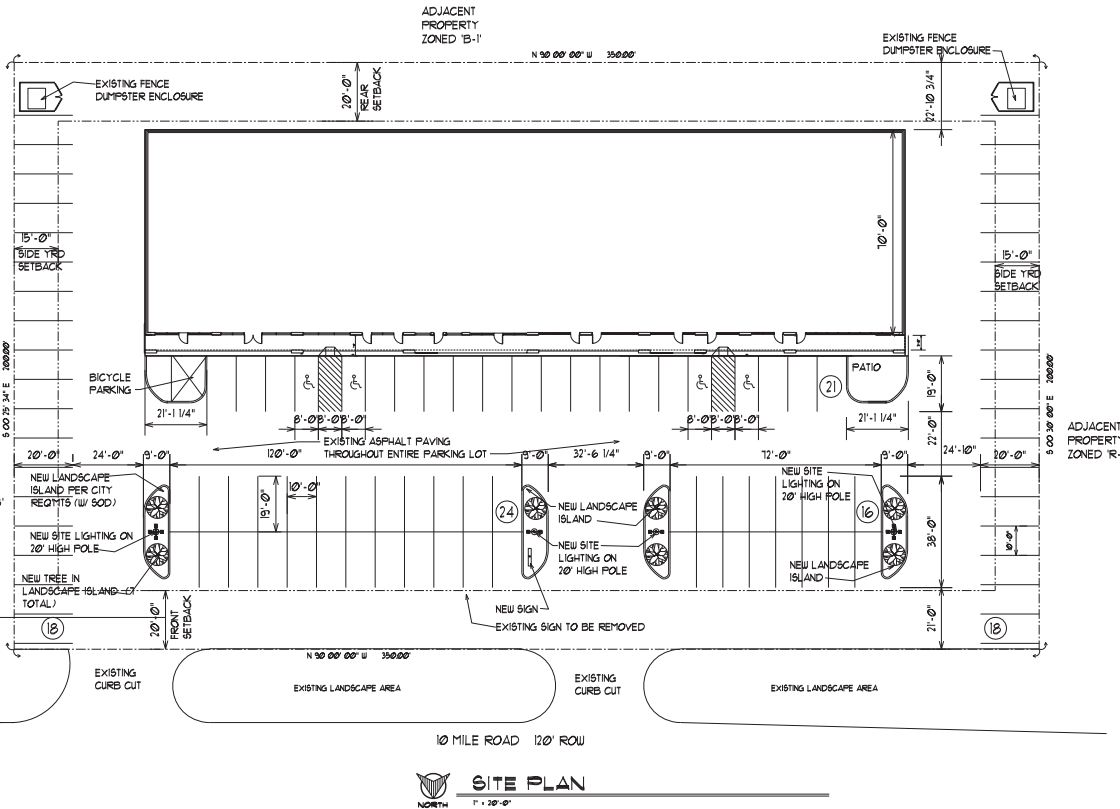 ADJACENT
PROPERTY
ZONED 'B-1'
N 90 00' 00" W 350.00'
EXISTING FENCE
DUMPSTER ENCLOSURE
EXISTING FENCE
DUMPSTER ENCLOSURE
20'-0"
REAR
SETBACK
22'-10 3/4"
70'-0"
15'-0"
SIDE YRD
SETBACK
15'-0"
SIDE YRD
SETBACK
S 00 25' 34" E 200.00'
S 00 30' 00" E 200.00'
BICYCLE
PARKING
21'-1 1/4"
PATIO
21
21'-1 1/4"
19'-0"
8'-0" 8'-0" 8'-0"
8'-0" 8'-0" 8'-0"
22'-0"
EXISTING ASPHALT PAVING
THROUGHOUT ENTIRE PARKING LOT
ADJACENT
PROPERTY
ZONED 'R-
20'-0"
24'-0"
9'-0"
120'-0"
9'-0"
32'-6 1/4"
9'-0"
72'-0"
9'-0"
24'-10"
20'-0"
NEW LANDSCAPE
ISLAND PER CITY
REQMTS (W/ SOD)
NEW SITE LIGHTING ON
20' HIGH POLE
NEW TREE IN
LANDSCAPE ISLAND (7
TOTAL)
19'-0"
10'-0"
24
NEW LANDSCAPE
ISLAND
NEW SITE
LIGHTING ON
20' HIGH POLE
NEW SIGN
EXISTING SIGN TO BE REMOVED
NEW SITE
LIGHTING ON
20' HIGH POLE
16
NEW LANDSCAPE
ISLAND
38'-0"
10'-0"
18
20'-0"
FRONT
SETBACK
21'-0"
18
N 90 00' 00" W 350.00'
EXISTING
CURB CUT
EXISTING LANDSCAPE AREA
EXISTING
CURB CUT
EXISTING LANDSCAPE AREA
10 MILE ROAD 120' ROW
SITE PLAN
NORTH
1" = 20'-0"